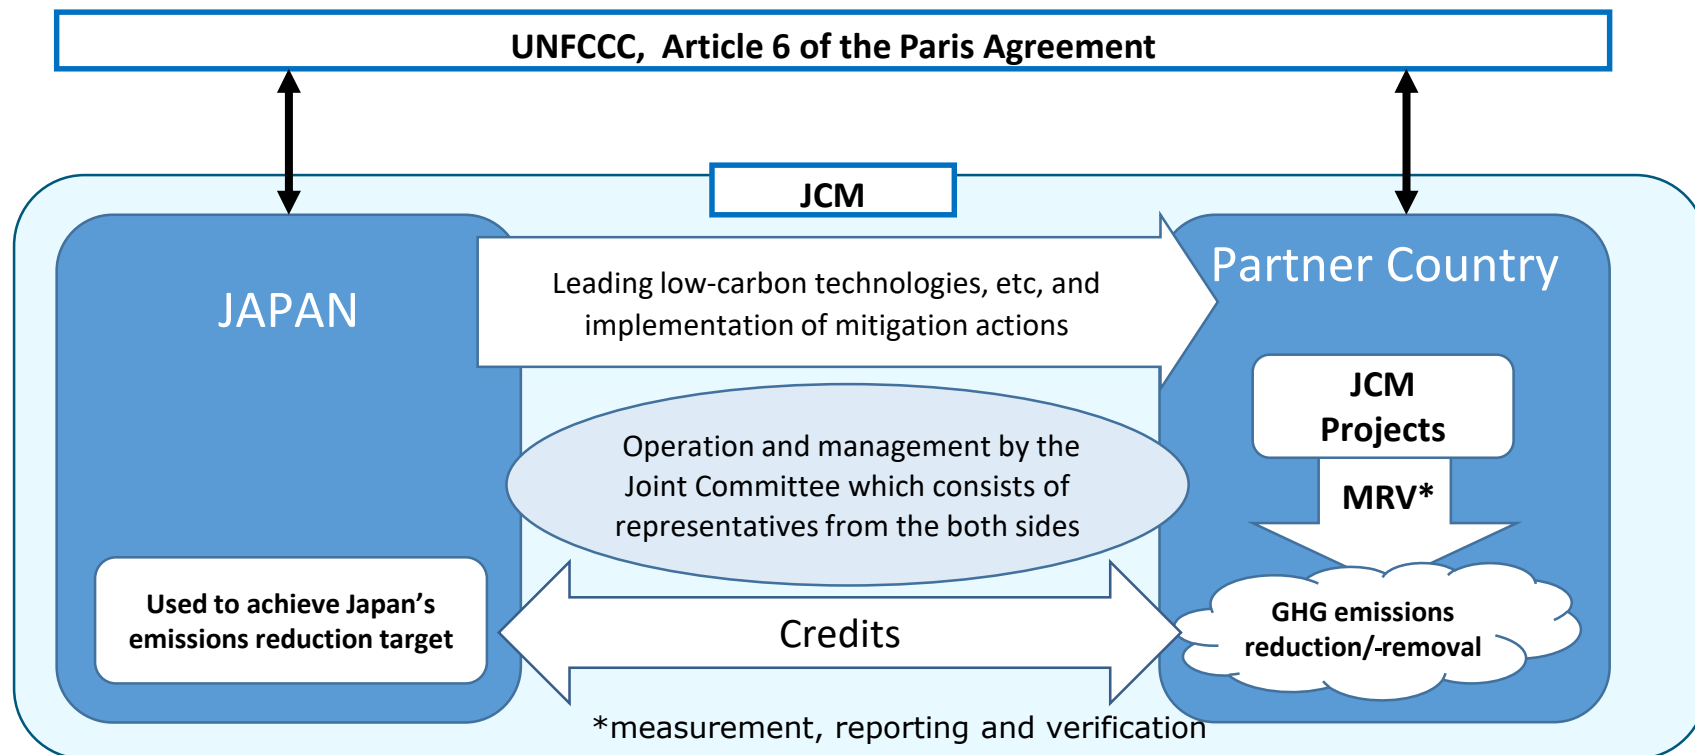 UNFCCC,  Article 6 of the Paris Agreement
JCM
JAPAN
Leading low-carbon technologies, etc, and
implementation of mitigation actions
Partner Country
JCM
Projects
Operation and management by the
Joint Committee which consists of
representatives from the both sides
MRV*
Used to achieve Japan’s
emissions reduction target
Credits
GHG emissions
reduction/-removal
*measurement, reporting and verification